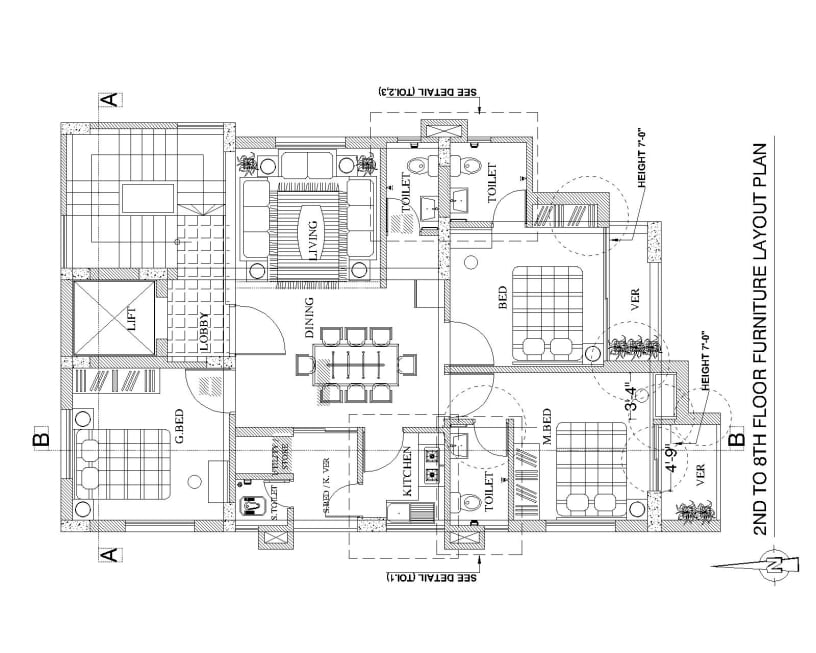 SEE DETAIL (TOI.2,3)
A
HEIGHT 7'-0"
TOILET
TOILET
LIVING
LIFT
LOBBY
DINING
BED
VER
HEIGHT 7'-0"
3'-4"
B
G.BED
M.BED
UTILITY /
STORE
KITCHEN
S.BED / K. VER
S.TOILET
TOILET
4'-9"
VER
B
A
SEE DETAIL (TOI.1)
N
2ND TO 8TH FLOOR FURNITURE LAYOUT PLAN